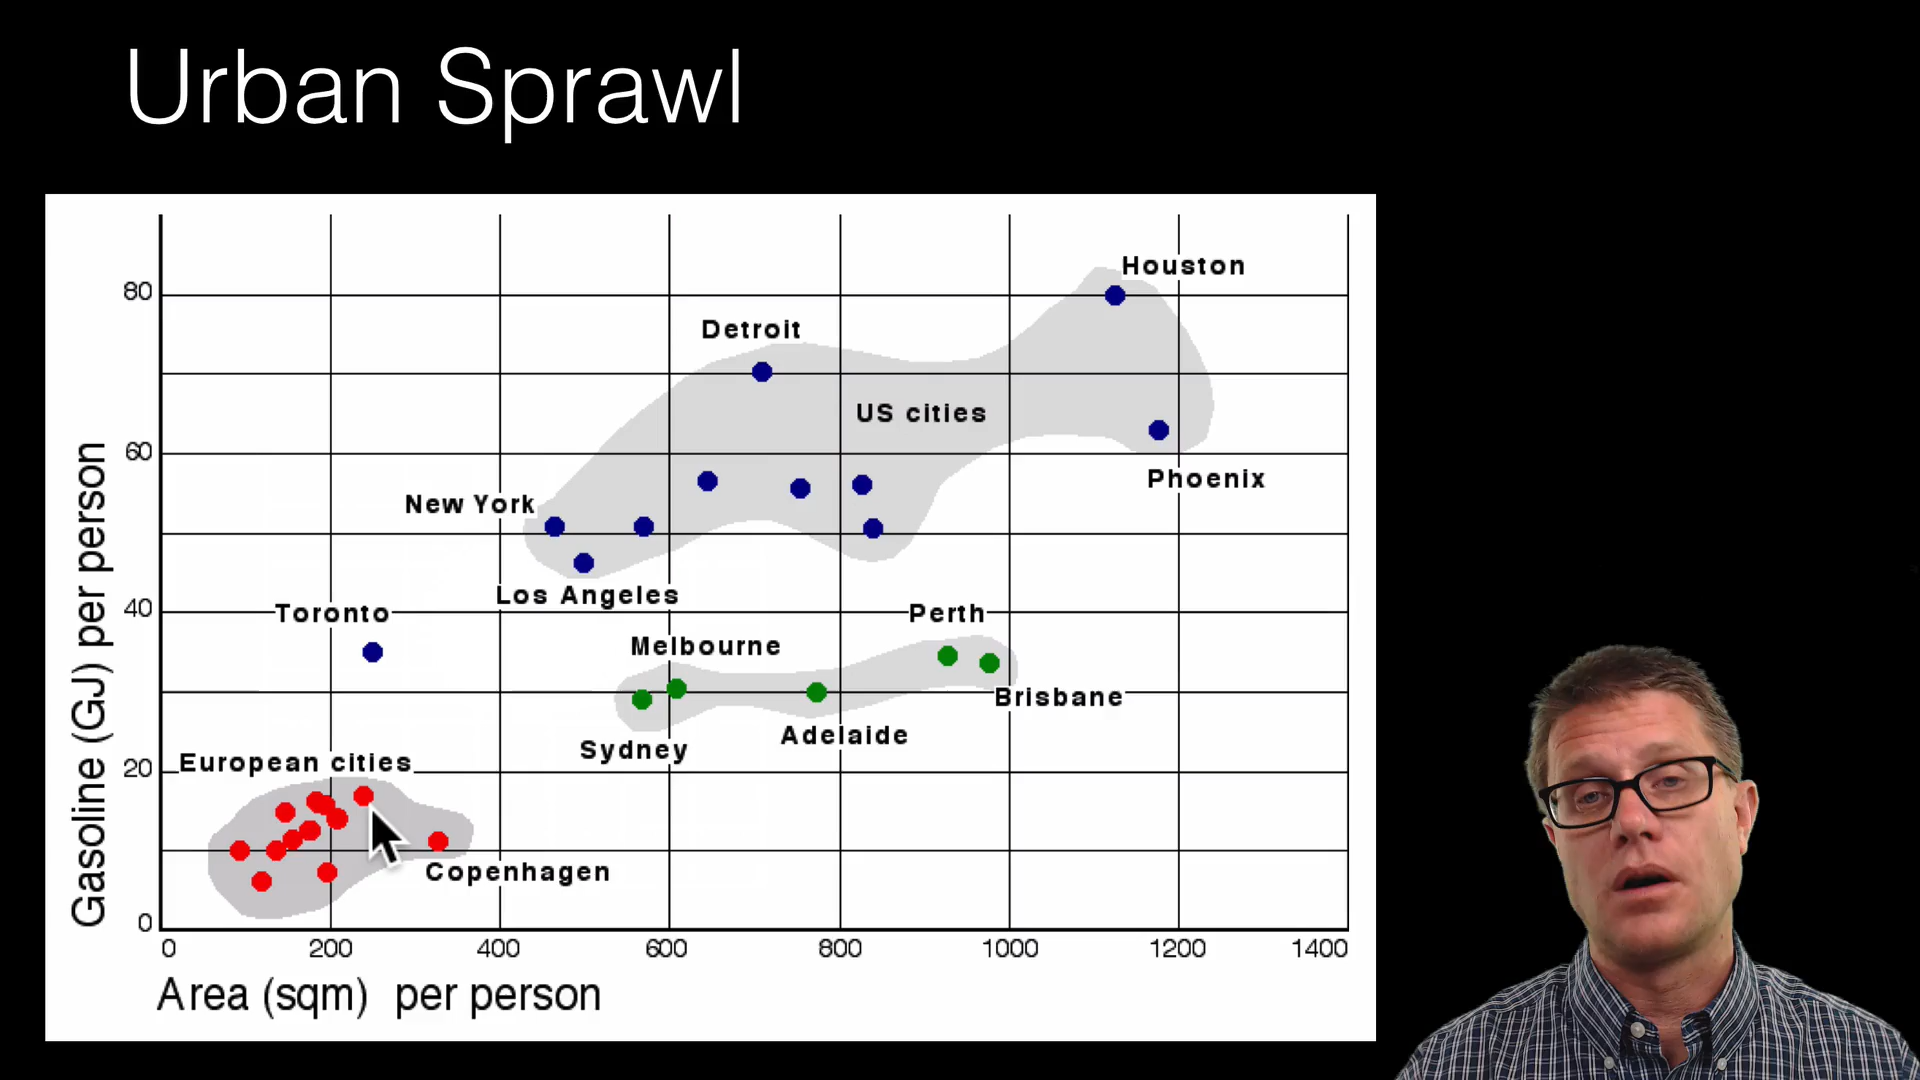 Urban Sprawl
Houston
80
Detroit
US cities
60
Phoenix
New York
Los Angeles
40
Toronto
Perth
Melbourne
Brisbane
Adelaide
Sydney
European cities
20
Copenhagen
0
0 200 400 600 800 1000 1200 1400
Gasoline (GJ) per person
Area (sqm) per person